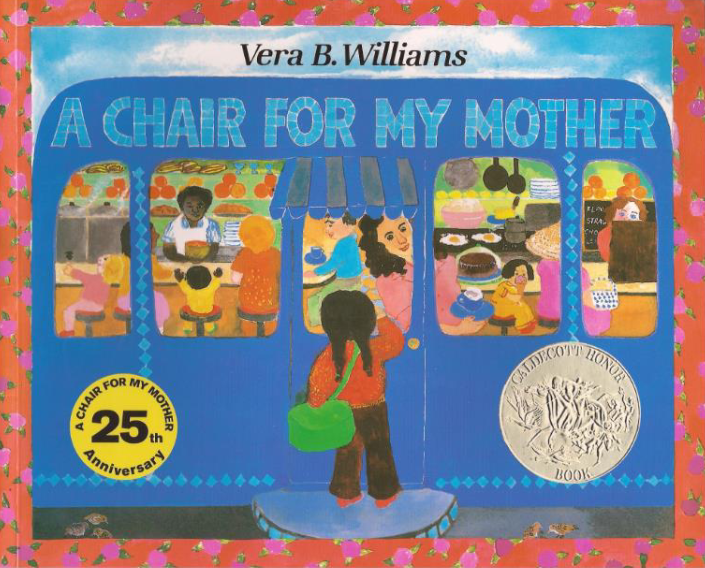 Vera B. Williams
A CHAIR FOR MY MOTHER
A CHAIR FOR MY MOTHER
25th
Anniversary
CALDECOTT HONOR
BOOK